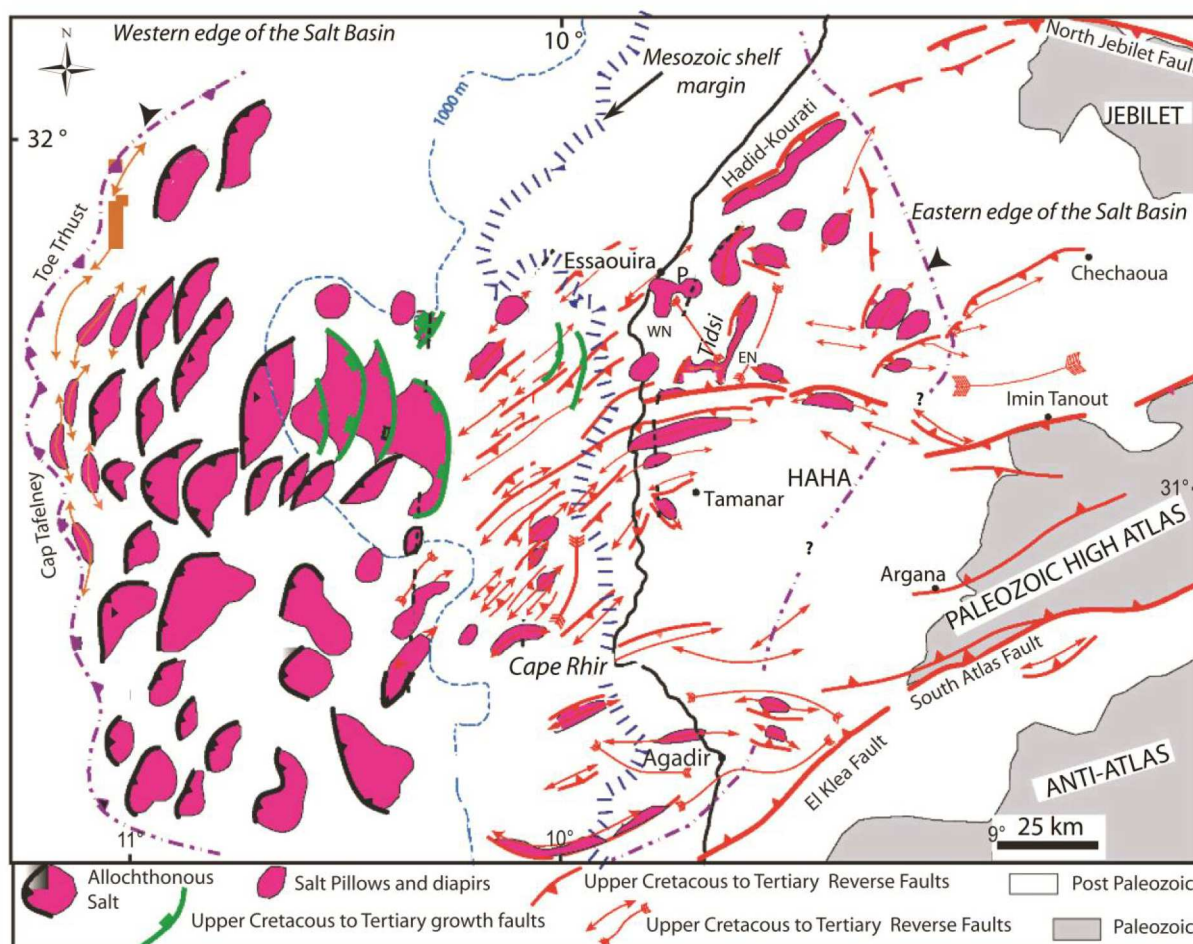 Western edge of the Salt Basin
10°
N
Mesozoic shelf
margin
North Jebilet Fault
JEBILET
1000 m
32°
Hadid-Kourati
Toe Trhust
Eastern edge of the Salt Basin
Essaouira
Chechaoua
P
WN
Tidsi
EN
?
Imin Tanout
HAHA
31°
Tamanar
Cap Tafelney
?
Argana
PALEOZOIC HIGH ATLAS
Cape Rhir
South Atlas Fault
Agadir
El Klea Fault
ANTI-ATLAS
11°
10°
9°
25 km
Allochthonous
Salt
Salt Pillows and diapirs
Upper Cretacous to Tertiary Reverse Faults
Post Paleozoic
Upper Cretacous to Tertiary growth faults
Upper Cretacous to Tertiary Reverse Faults
Paleozoic